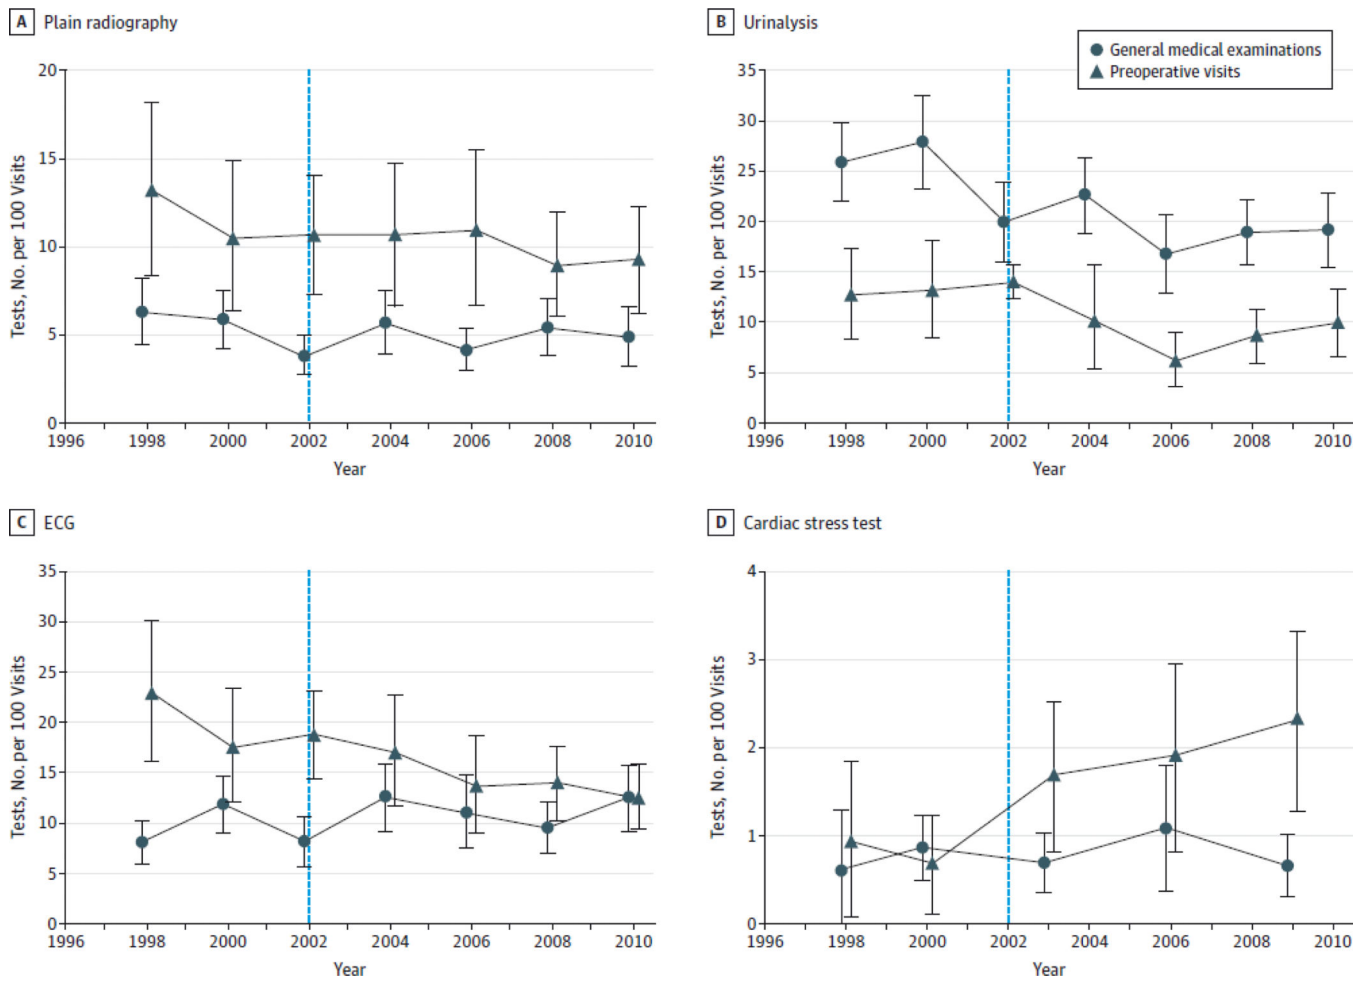 A Plain radiography
20
15
10
5
0
Tests, No. per 100 Visits
1996 1998 2000 2002 2004 2006 2008 2010
Year
B Urinalysis
General medical examinations
Preoperative visits
35
30
25
20
15
10
5
0
Tests, No. per 100 Visits
1996 1998 2000 2002 2004 2006 2008 2010
Year
C ECG
35
30
25
20
15
10
5
0
Tests, No. per 100 Visits
1996 1998 2000 2002 2004 2006 2008 2010
Year
D Cardiac stress test
4
3
2
1
0
Tests, No. per 100 Visits
1996 1998 2000 2002 2004 2006 2008 2010
Year